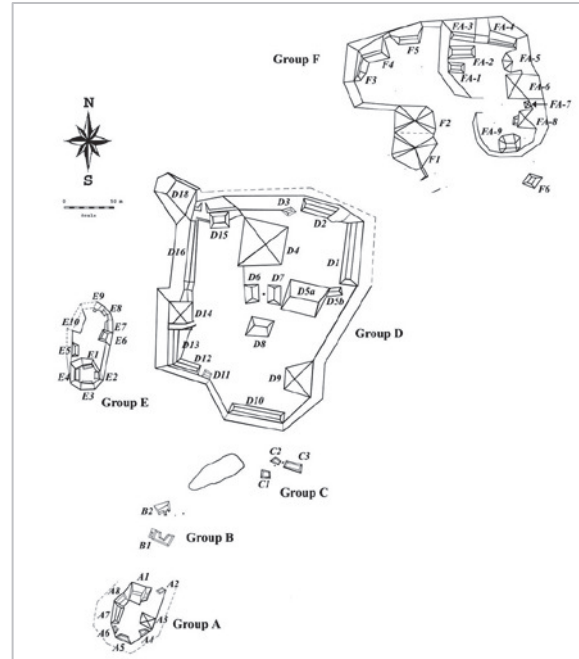 FA-3
FA-4
F5
Group F
F4
FA-2
FA-5
F3
FA-1
FA-6
FA-7
FA-8
F2
FA-9
F1
F6
N
S
0 50 m
Scale
D18
D3
D2
D15
D4
D16
D1
D6 D7
D5a
D5b
D14
D8
Group D
D13
D12
D11
D9
D10
E9
E8
E10
E7
E6
E5
E1
E4
E2
E3
Group E
C2
C3
C1
Group C
B2
B1
Group B
A1
A2
A8
A7
A3
A6
A4
A5
Group A